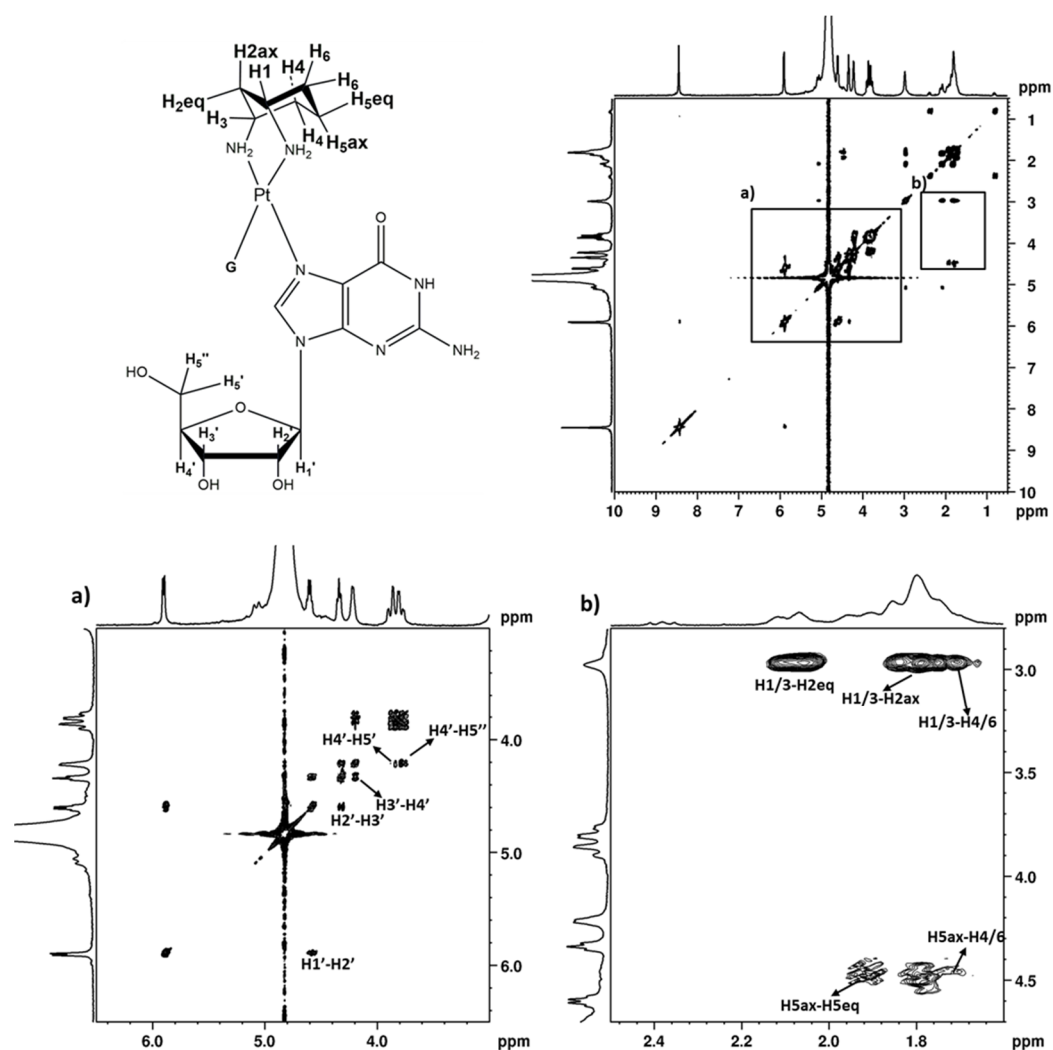 H2ax
H1
H4
H6
H6
H2eq
H5eq
H3
H4
H5ax
NH2
NH2
Pt
G
O
N
NH
N
N
NH2
HO
H5''
H5'
O
H3'
H2'
H4'
H1'
OH
OH
ppm
a)
b)
1
2
3
4
5
6
7
8
9
10
10 9 8 7 6 5 4 3 2 1 ppm
a)
ppm
H4'-H5'
H4'-H5''
H3'-H4'
H2'-H3'
H1'-H2'
4.0
5.0
6.0
6.0 5.0 4.0 ppm
b)
ppm
H1/3-H2eq
H1/3-H2ax
H1/3-H4/6
H5ax-H4/6
H5ax-H5eq
3.0
3.5
4.0
4.5
2.4 2.2 2.0 1.8 ppm